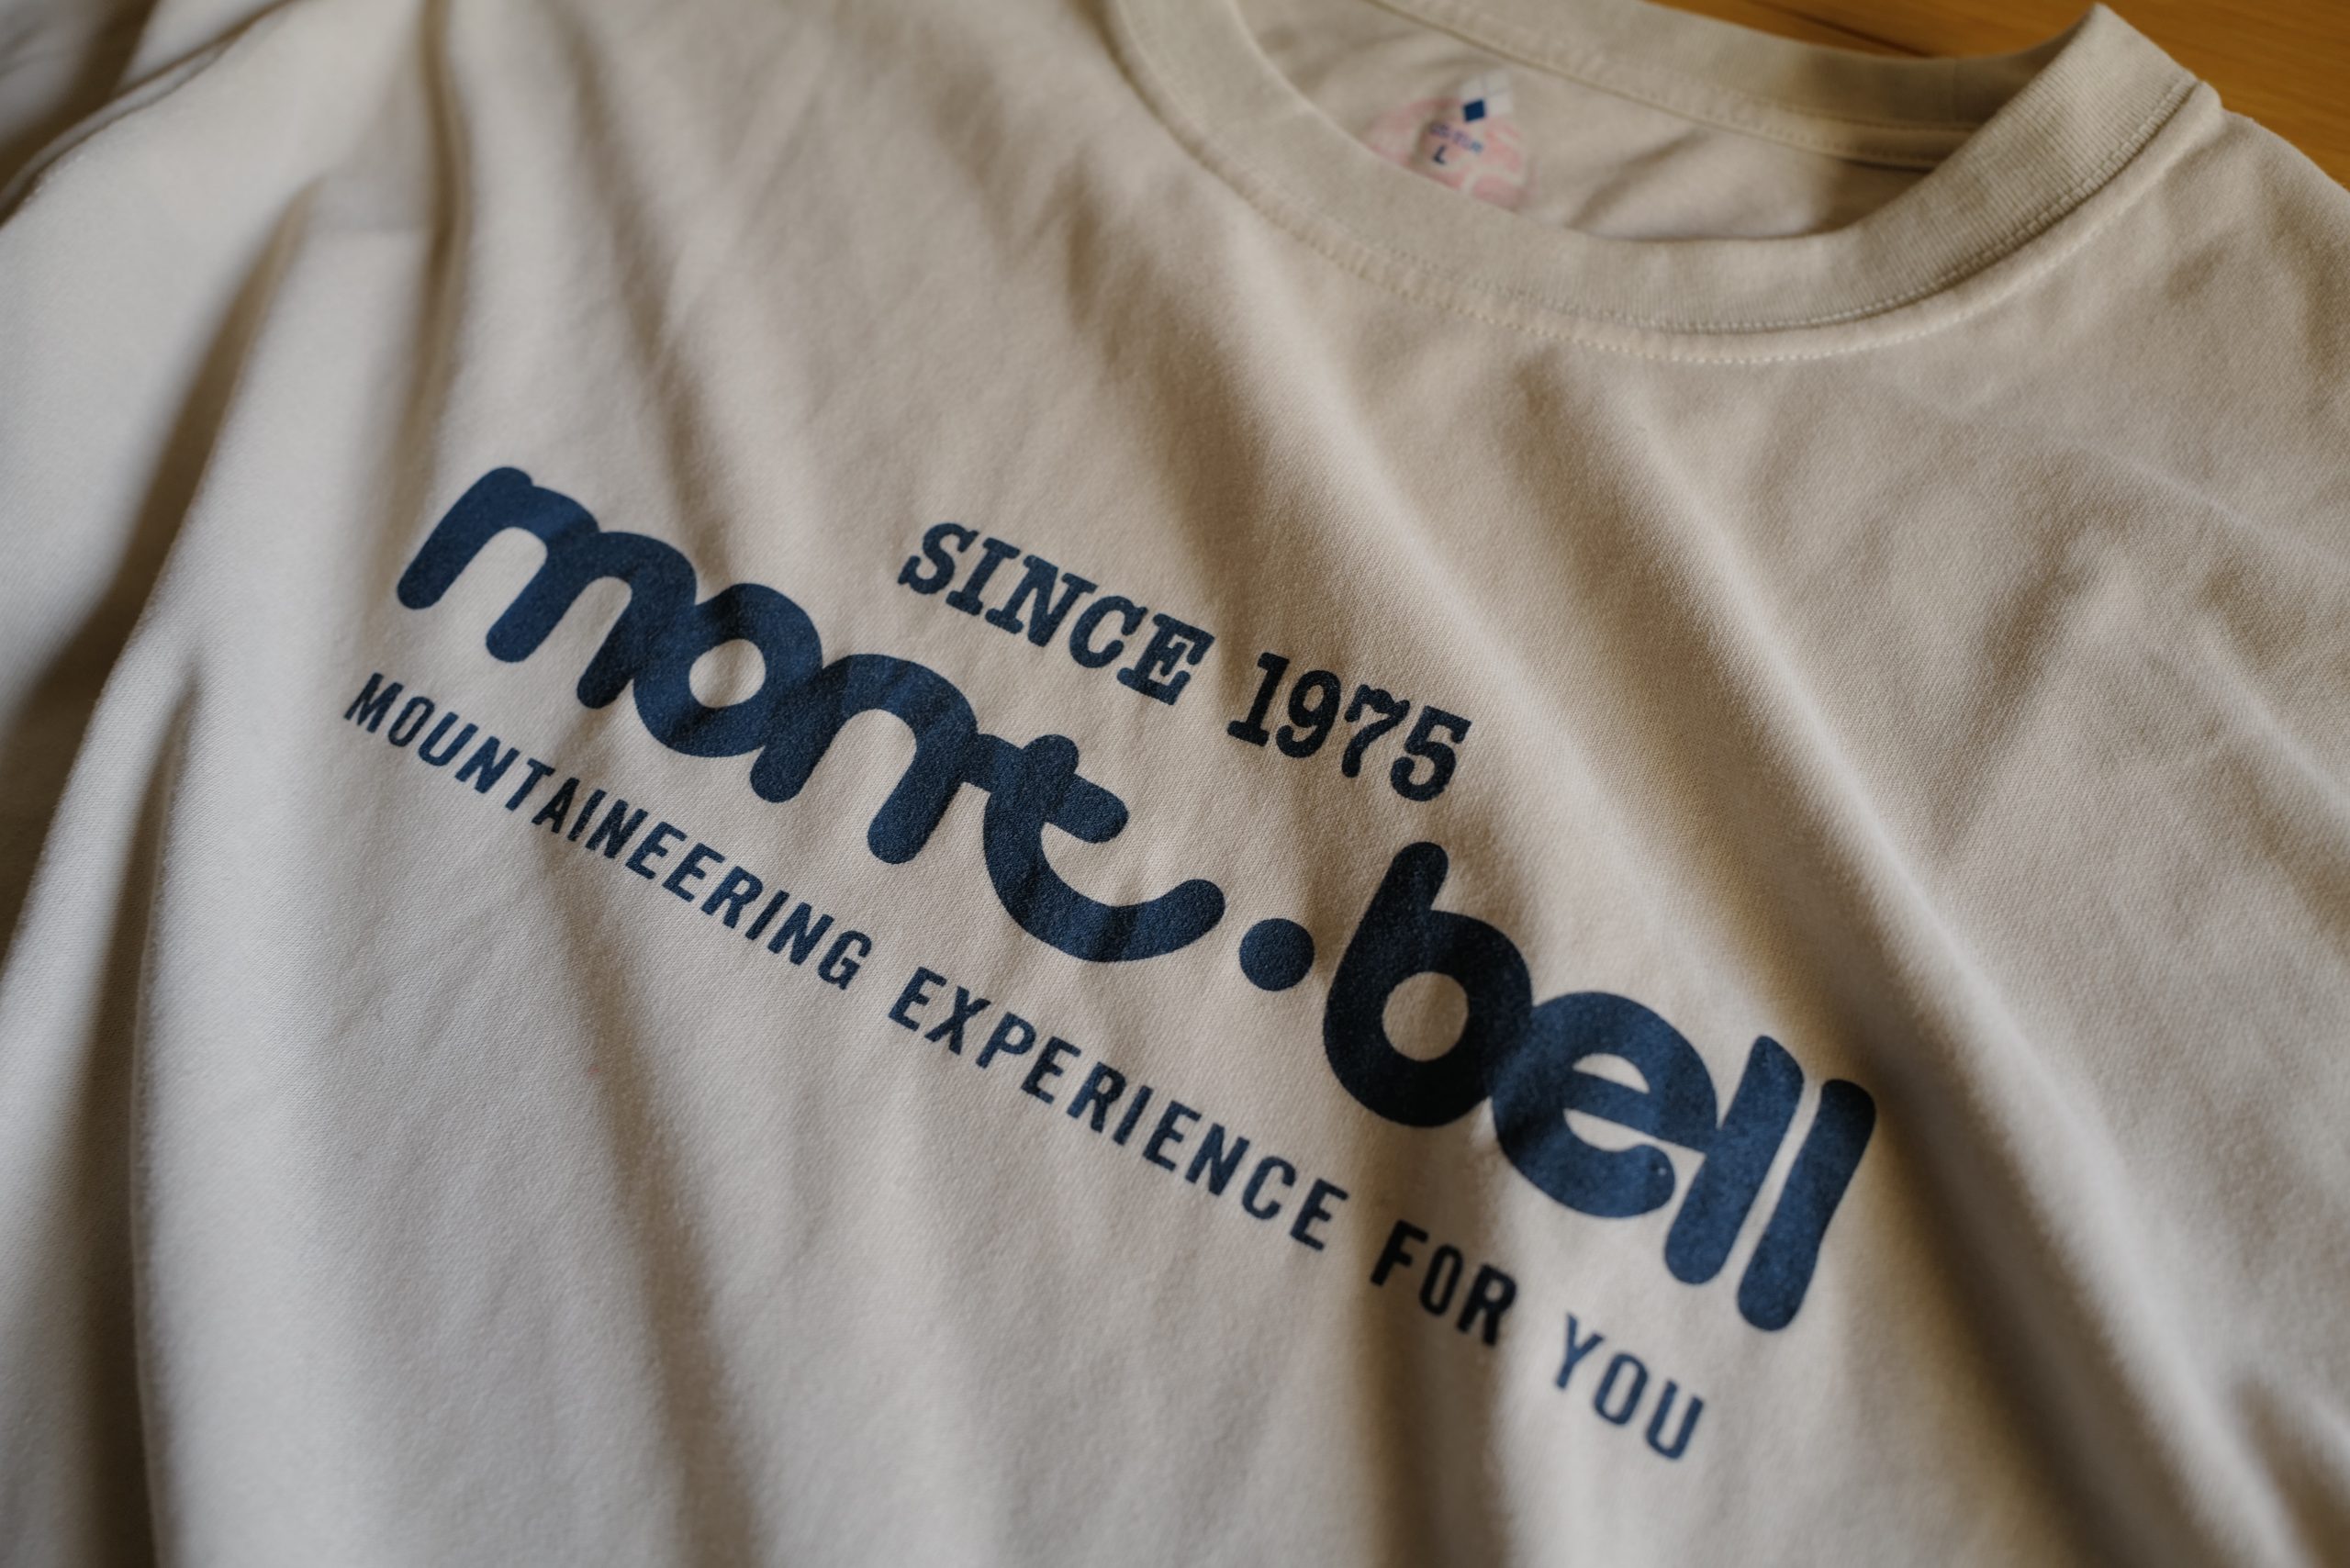 L
SINCE 1975
mont.bell
MOUNTAINEERING EXPERIENCE FOR YOU